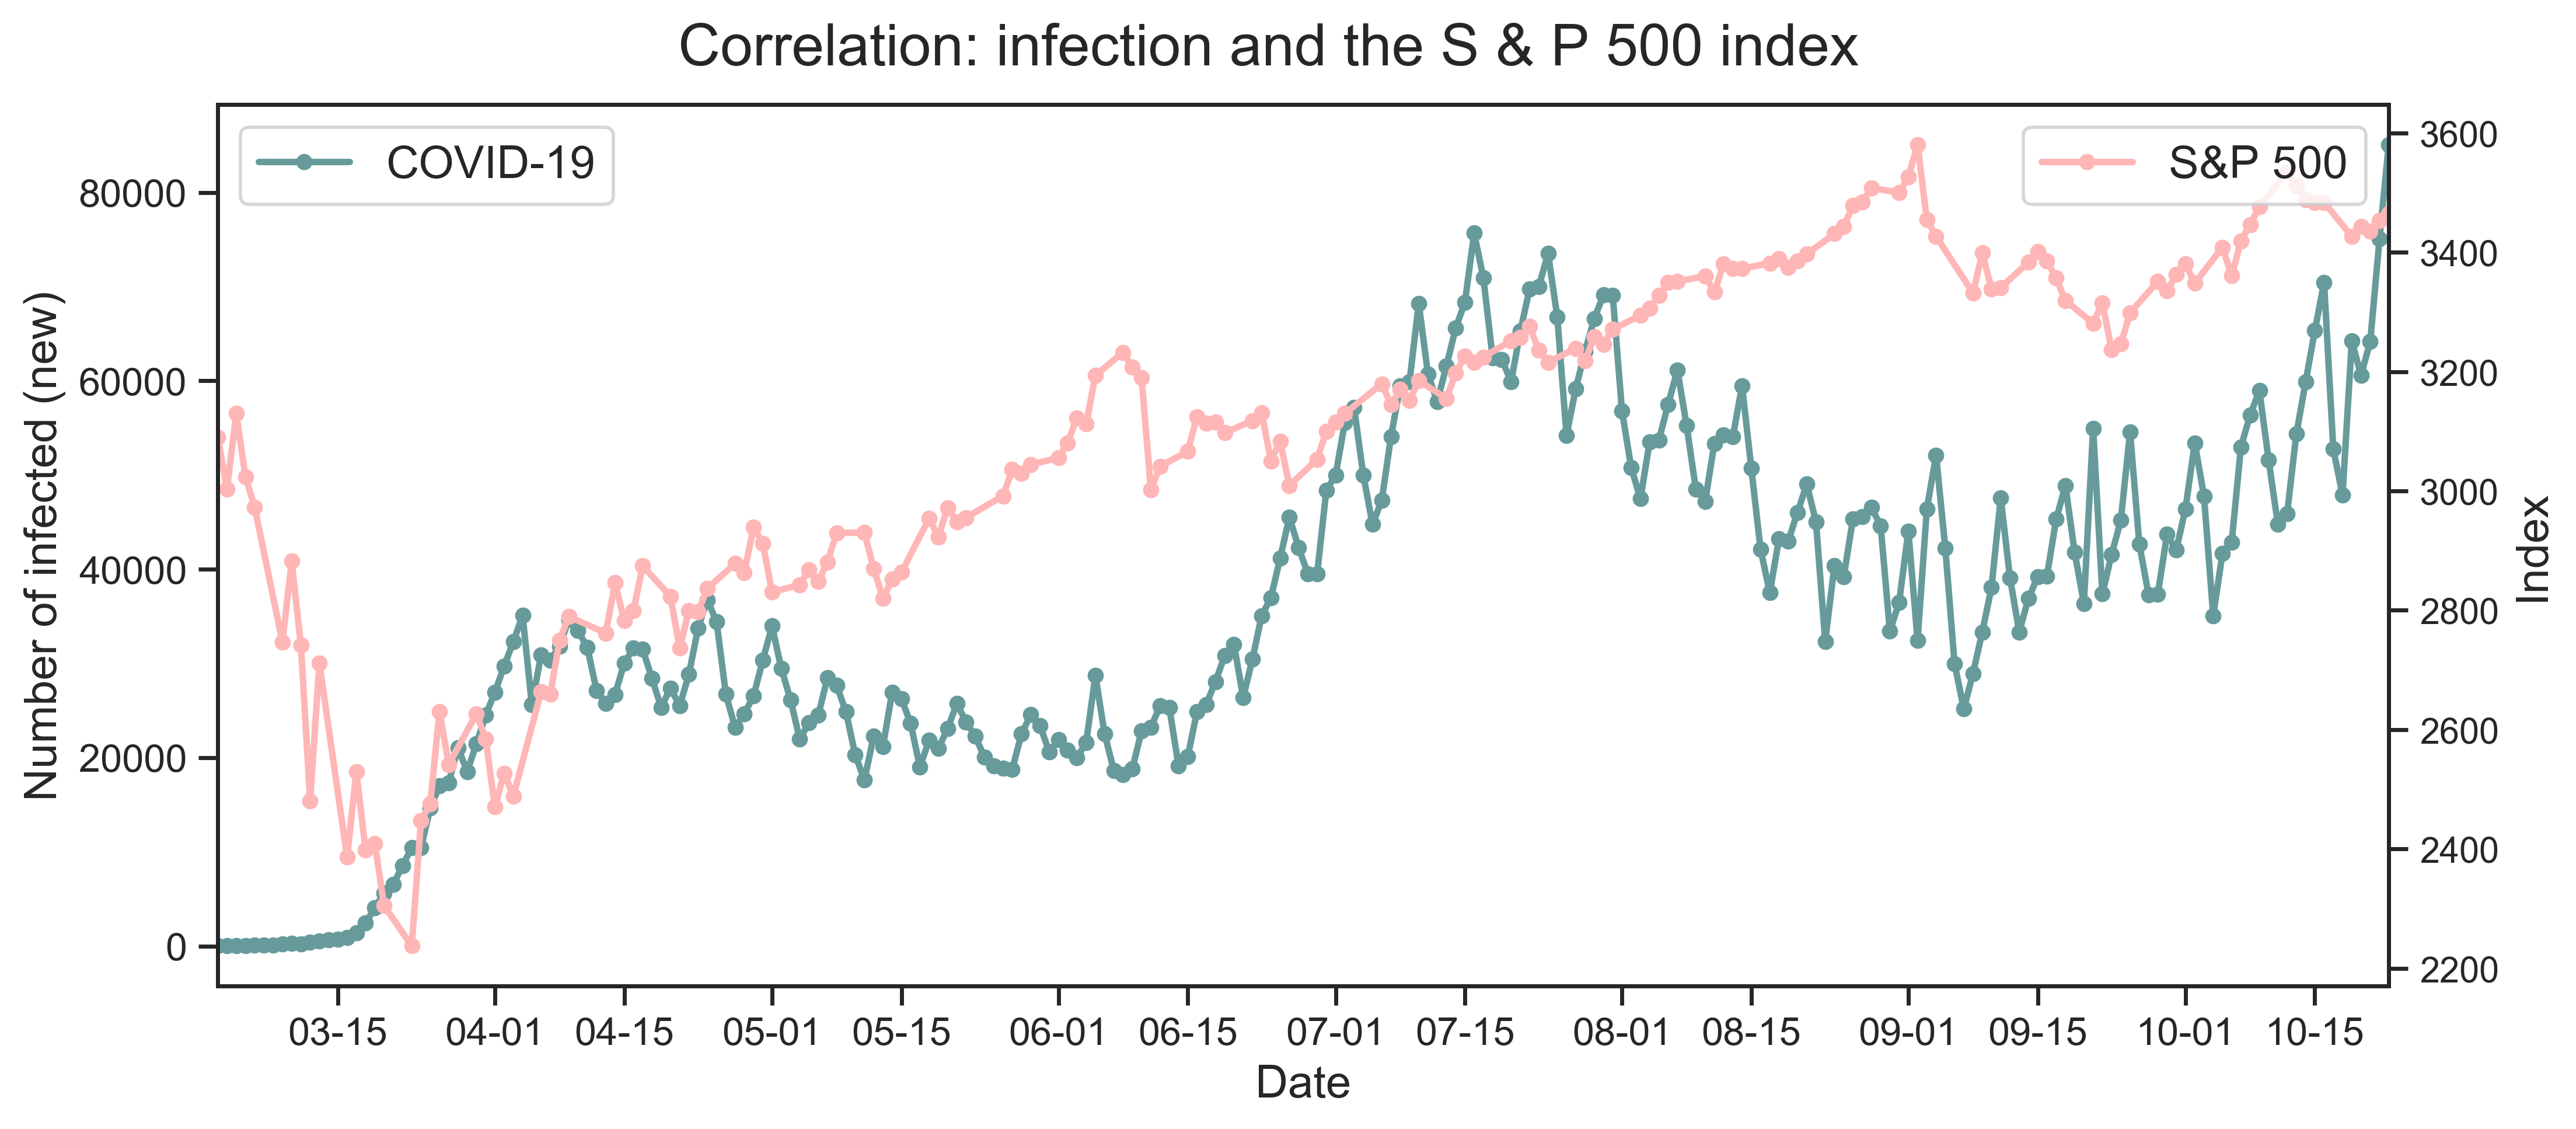 Correlation: infection and the S & P 500 index
COVID-19
S&P 500
Number of infected (new)
80000
60000
40000
20000
0
3600
3400
3200
3000
2800
2600
2400
2200
Index
03-15 04-01 04-15 05-01 05-15 06-01 06-15 07-01 07-15 08-01 08-15 09-01 09-15 10-01 10-15
Date